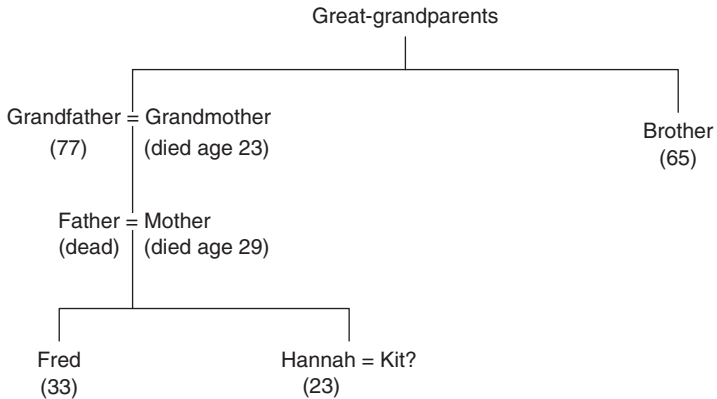 Great-grandparents
Grandfather = Grandmother
(77) (died age 23)
Brother
(65)
Father = Mother
(dead) (died age 29)
Fred Hannah = Kit?
(33) (23)